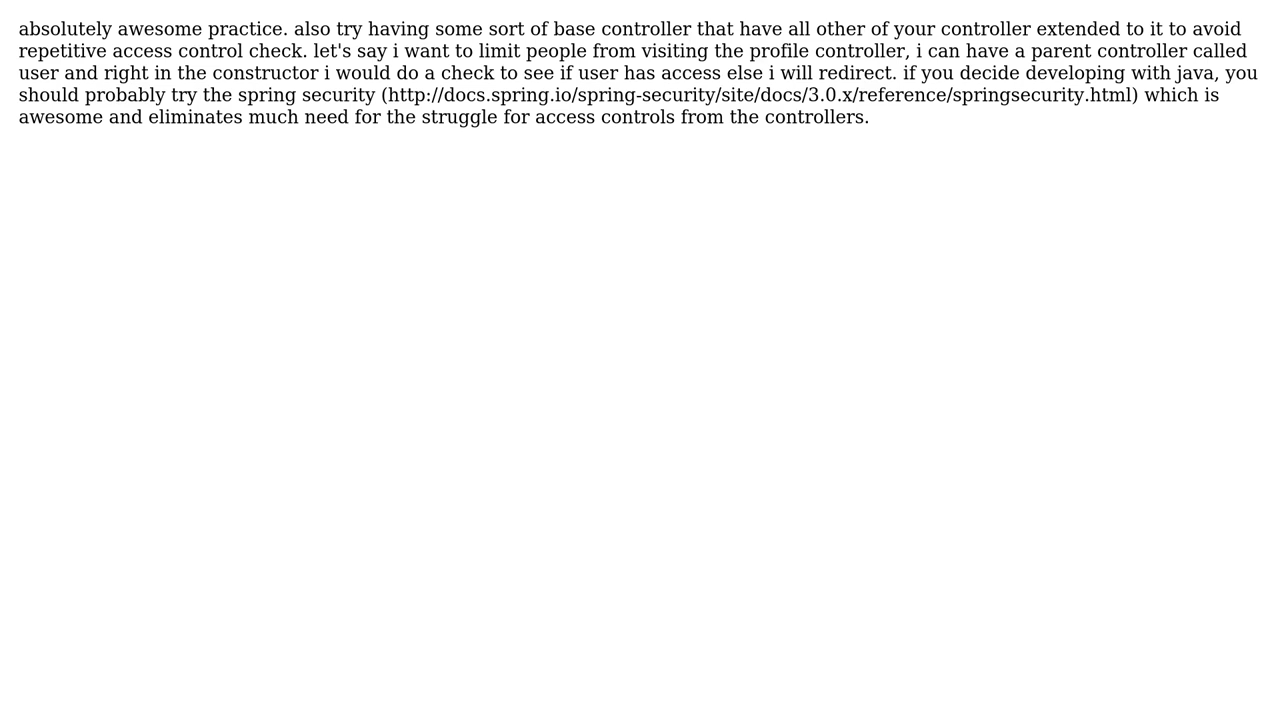 absolutely awesome practice. also try having some sort of base controller that have all other of your controller extended to it to avoid
repetitive access control check. let's say i want to limit people from visiting the profile controller, i can have a parent controller called
user and right in the constructor i would do a check to see if user has access else i will redirect. if you decide developing with java, you
should probably try the spring security (http://docs.spring.io/spring-security/site/docs/3.0.x/reference/springsecurity.html) which is
awesome and eliminates much need for the struggle for access controls from the controllers.